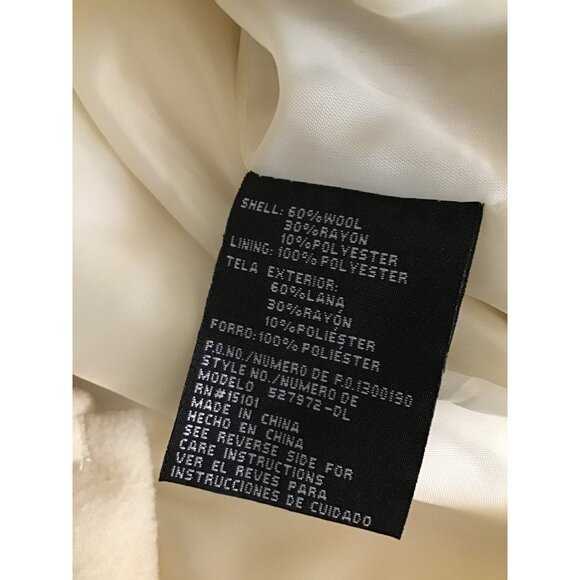 SHELL: 60%WOOL
30%RAYON
10%POLYESTER
LINING: 100%POLYESTER
TELA EXTERIOR:
60%LANA
30%RAYÓN
10%POLIÉSTER
FORRO: 100% POLIÉSTER
P.O.NO./NUMERO DE P.O.1300190
STYLE NO./NUMERO DE
MODELO 527972-DL
RN#15101
MADE IN CHINA
HECHO EN CHINA
SEE REVERSE SIDE FOR
CARE INSTRUCTIONS
VER EL REVES PARA
INSTRUCCIONES DE CUIDADO